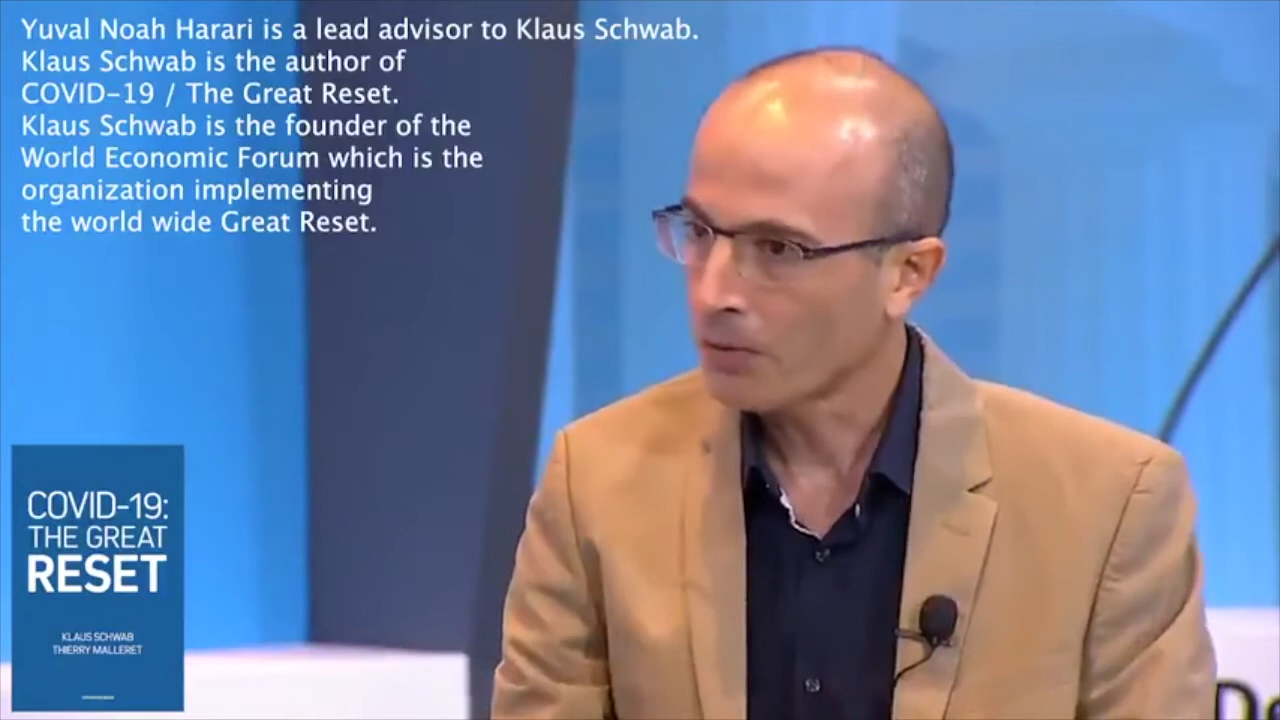 Yuval Noah Harari is a lead advisor to Klaus Schwab.
Klaus Schwab is the author of
COVID–19 / The Great Reset.
Klaus Schwab is the founder of the
World Economic Forum which is the
organization implementing
the world wide Great Reset.
COVID-19:
THE GREAT
RESET
KLAUS SCHWAB
THIERRY MALLERET